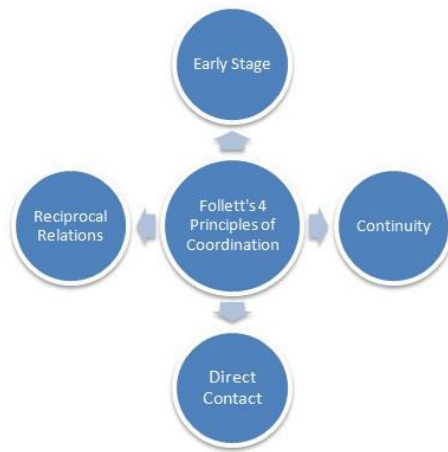 Early Stage
Reciprocal
Relations
Follett's 4
Principles of
Coordination
Continuity
Direct
Contact